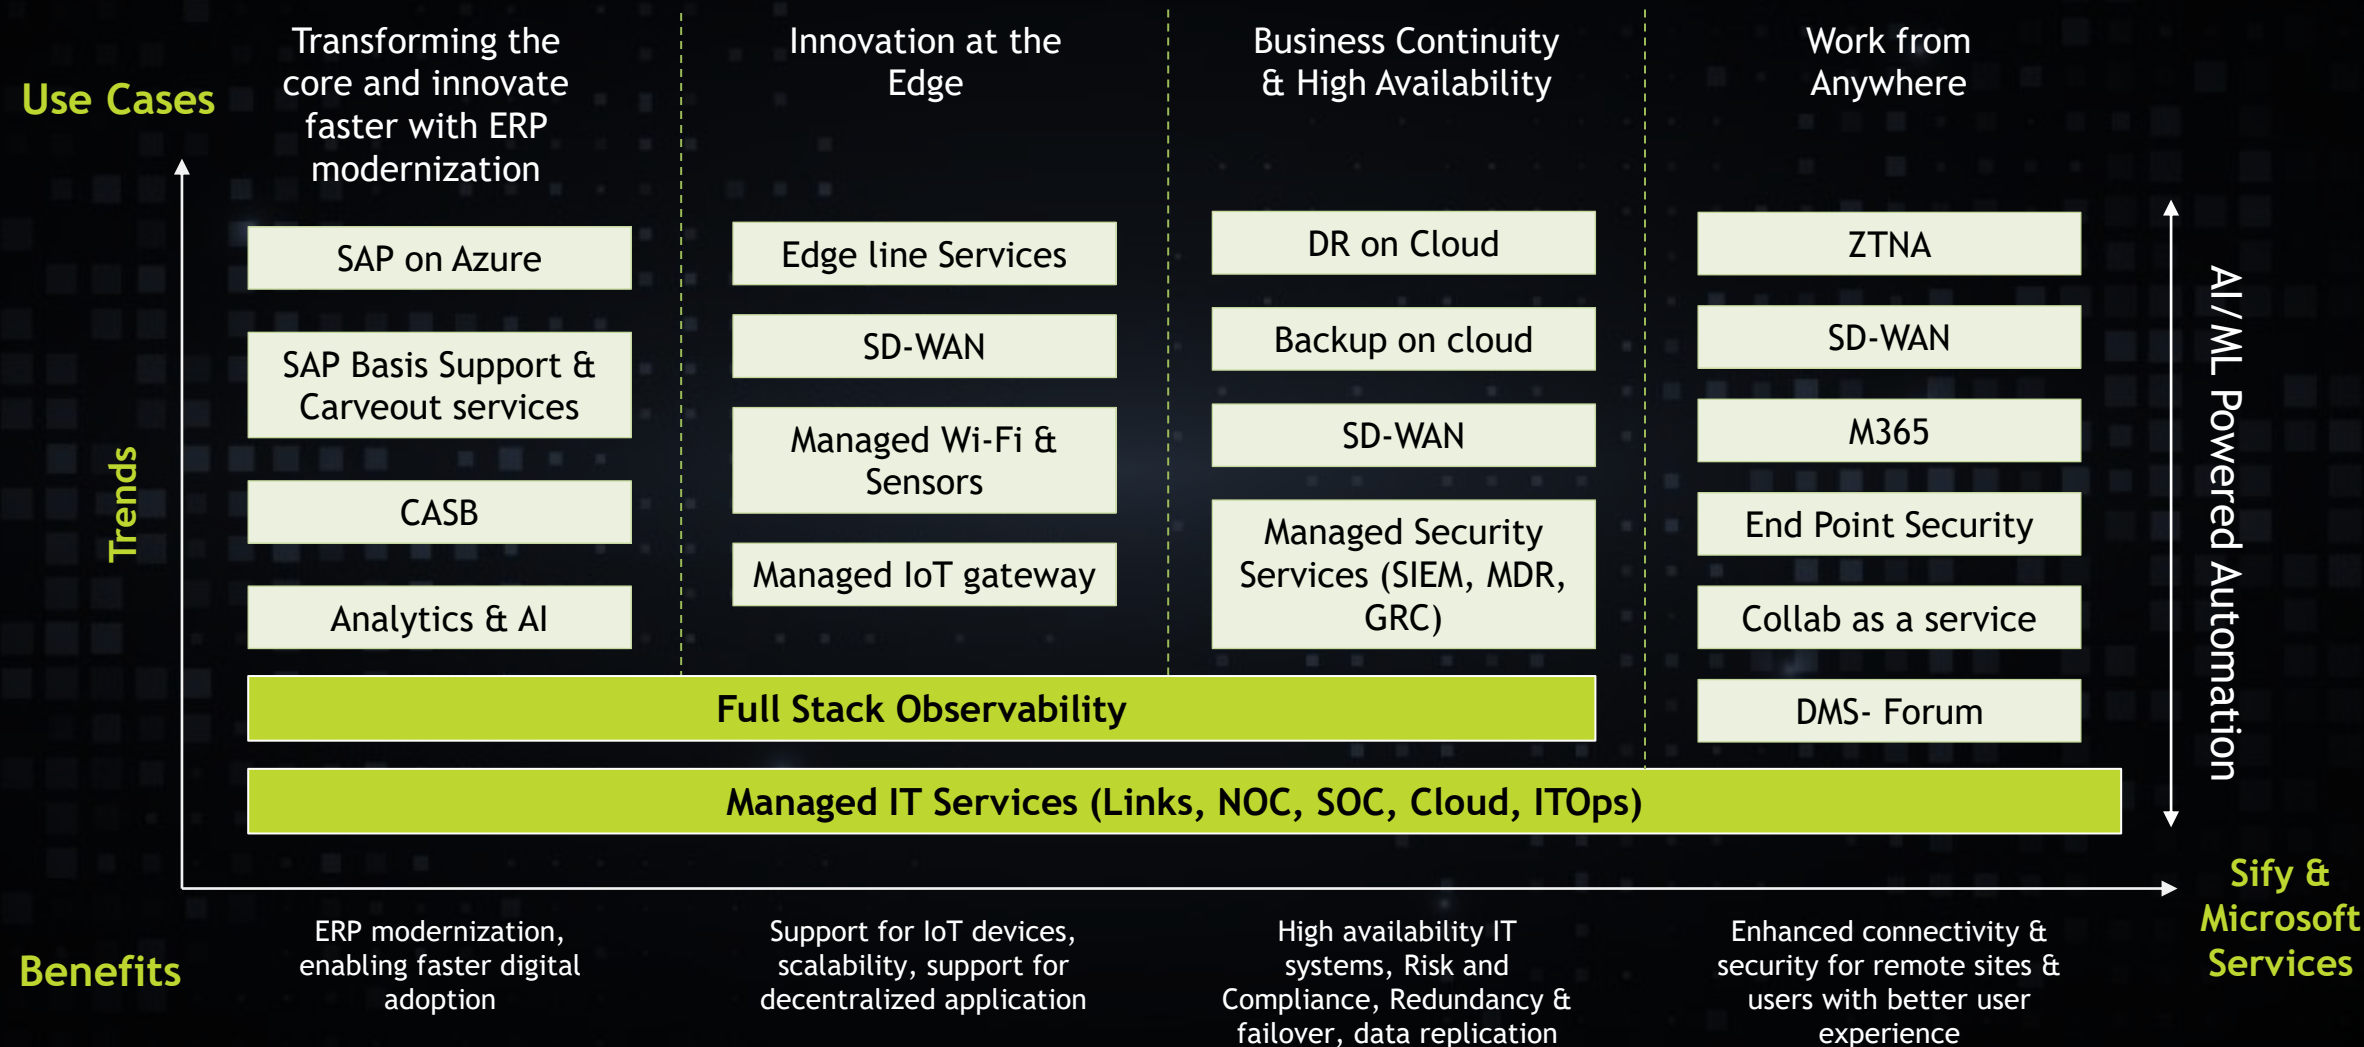 Use Cases
Transforming the
core and innovate
faster with ERP
modernization
Innovation at the
Edge
Business Continuity
& High Availability
Work from
Anywhere
Trends
SAP on Azure
SAP Basis Support &
Carveout services
CASB
Analytics & AI
Edge line Services
SD-WAN
Managed Wi-Fi &
Sensors
Managed IoT gateway
DR on Cloud
Backup on cloud
SD-WAN
Managed Security
Services (SIEM, MDR,
GRC)
ZTNA
SD-WAN
M365
End Point Security
Collab as a service
DMS- Forum
AI/ML Powered Automation
Full Stack Observability
Managed IT Services (Links, NOC, SOC, Cloud, ITOps)
Sify &
Microsoft
Services
Benefits
ERP modernization,
enabling faster digital
adoption
Support for IoT devices,
scalability, support for
decentralized application
High availability IT
systems, Risk and
Compliance, Redundancy &
failover, data replication
Enhanced connectivity &
security for remote sites &
users with better user
experience